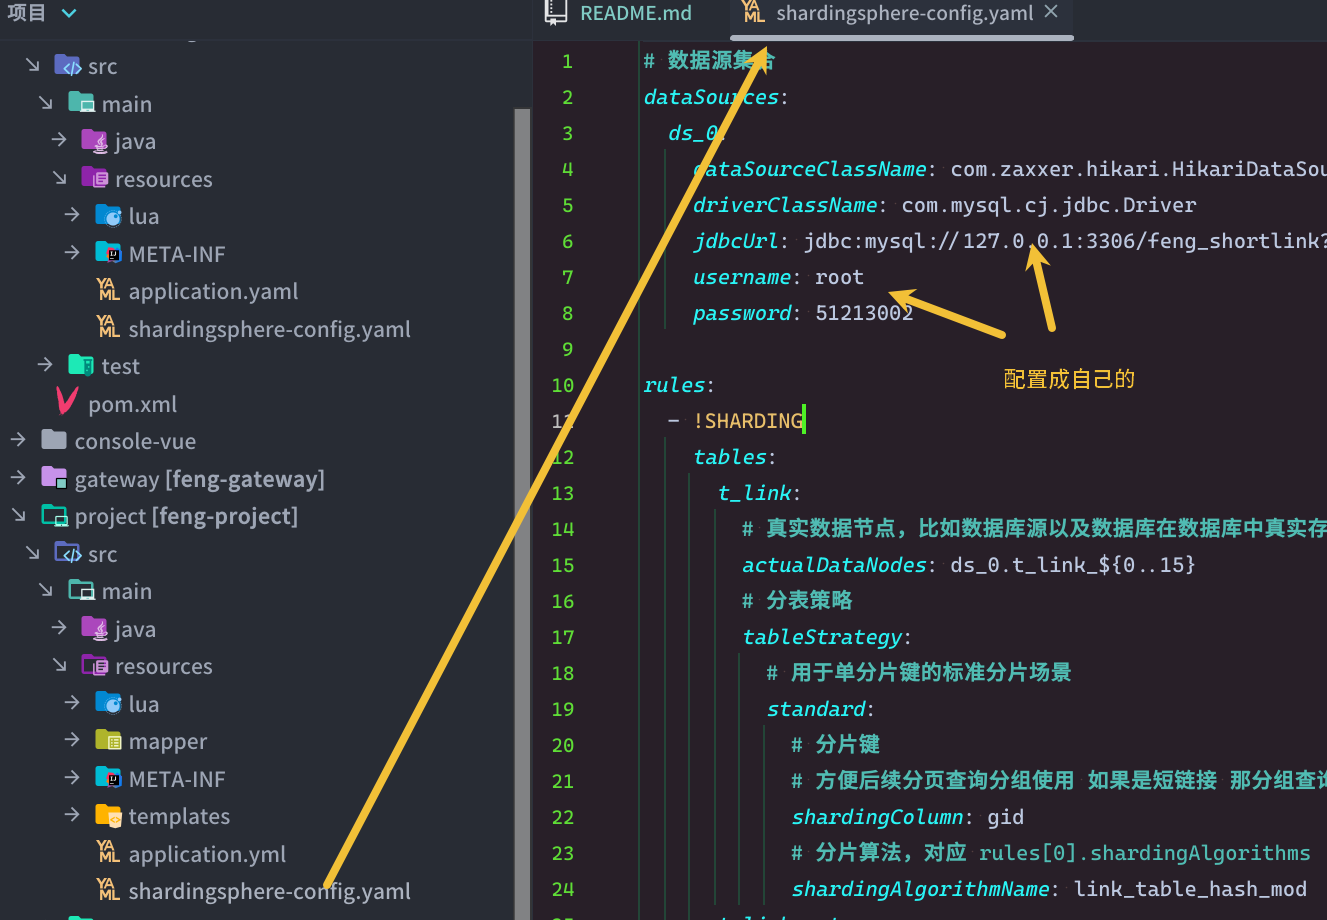 项目
src
main
java
resources
lua
META-INF
application.yaml
shardingsphere-config.yaml
test
pom.xml
console-vue
gateway [feng-gateway]
project [feng-project]
src
main
java
resources
lua
mapper
META-INF
templates
application.yml
shardingsphere-config.yaml
README.md
shardingsphere-config.yaml
1 # 数据源集合
2 dataSources:
3 ds_0:
4 dataSourceClassName: com.zaxxer.hikari.HikariDataSou
5 driverClassName: com.mysql.cj.jdbc.Driver
6 jdbcUrl: jdbc:mysql://127.0.0.1:3306/feng_shortlink?
7 username: root
8 password: 51213002
9
10 rules:
11 - !SHARDING
12 tables:
13 t_link:
14 # 真实数据节点，比如数据库源以及数据库在数据库中真实存
15 actualDataNodes: ds_0.t_link_${0..15}
16 # 分表策略
17 tableStrategy:
18 # 用于单分片键的标准分片场景
19 standard:
20 # 分片键
21 # 方便后续分页查询分组使用 如果是短链接 那分组查询
22 shardingColumn: gid
23 # 分片算法，对应 rules[0].shardingAlgorithms
24 shardingAlgorithmName: link_table_hash_mod
配置成自己的